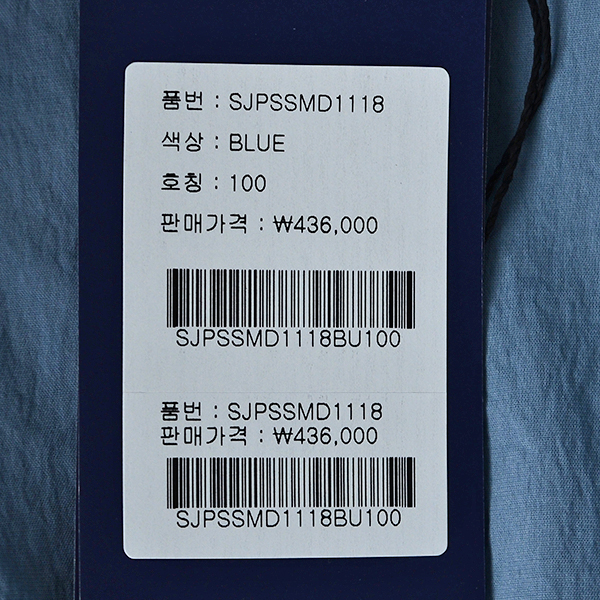 품번 : SJPSSMD1118
색상 : BLUE
호칭 : 100
판매가격 : ₩436,000
SJPSSMD1118BU100
품번 : SJPSSMD1118
판매가격 : ₩436,000
SJPSSMD1118BU100